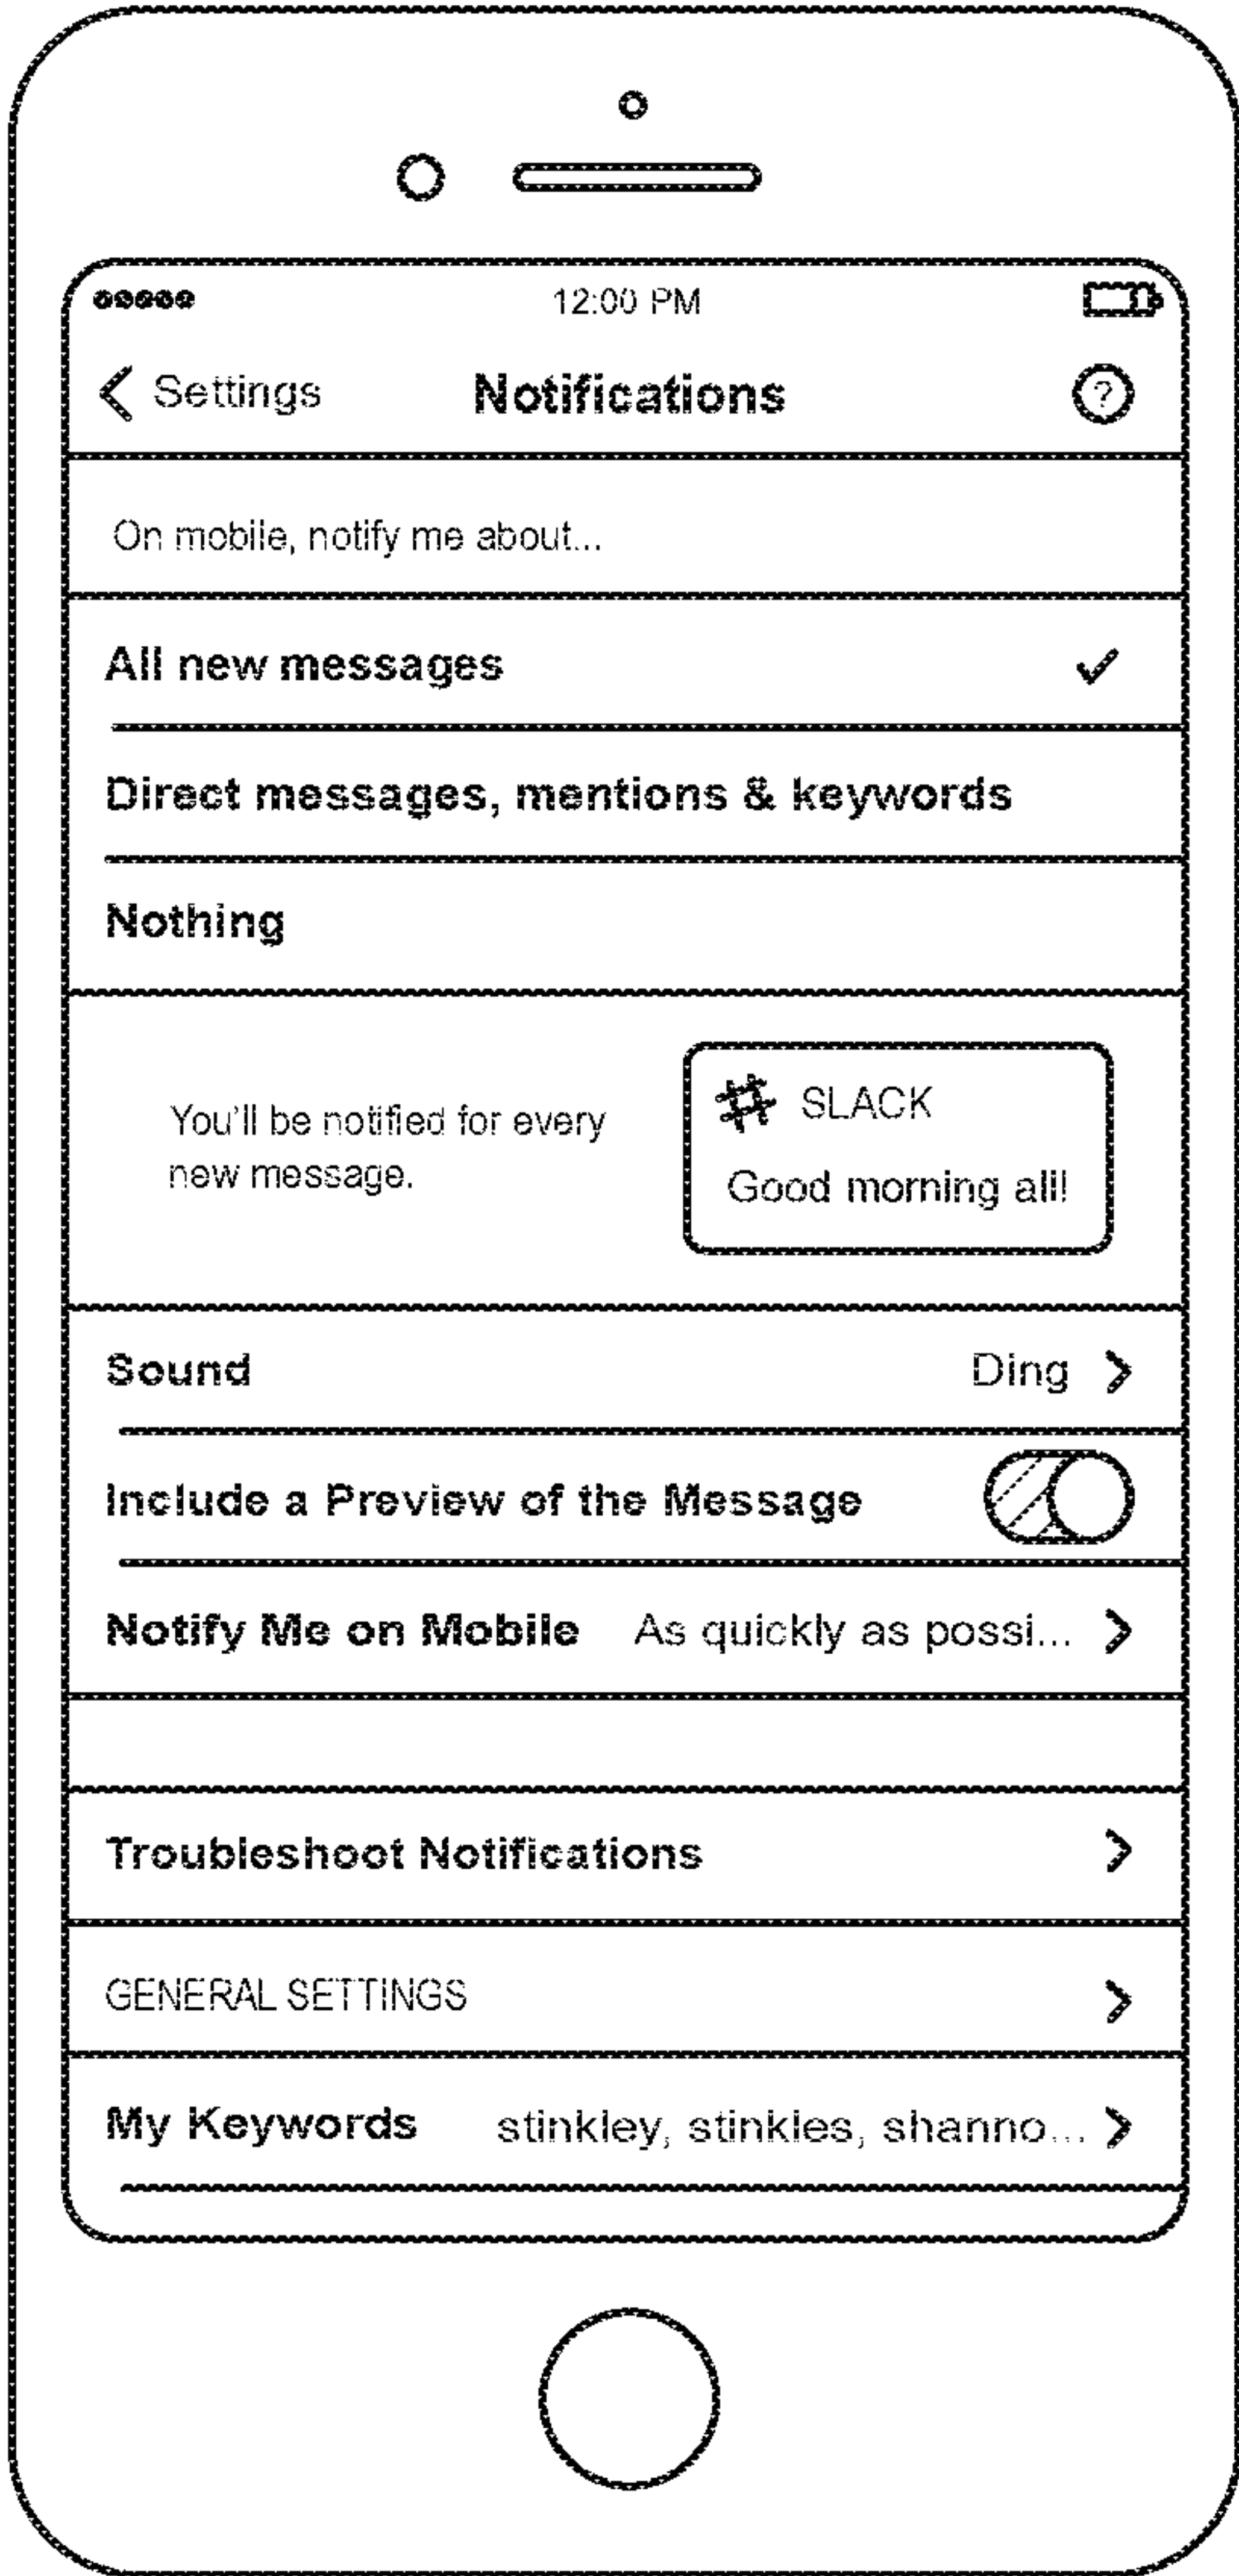 12:00 PM
Settings Notifications ?
On mobile, notify me about...
All new messages
Direct messages, mentions & keywords
Nothing
You'll be notified for every
new message.
# SLACK
Good morning all!
Sound Ding
Include a Preview of the Message
Notify Me on Mobile As quickly as possi...
Troubleshoot Notifications
GENERAL SETTINGS
My Keywords stinkley, stinkies, shanno...